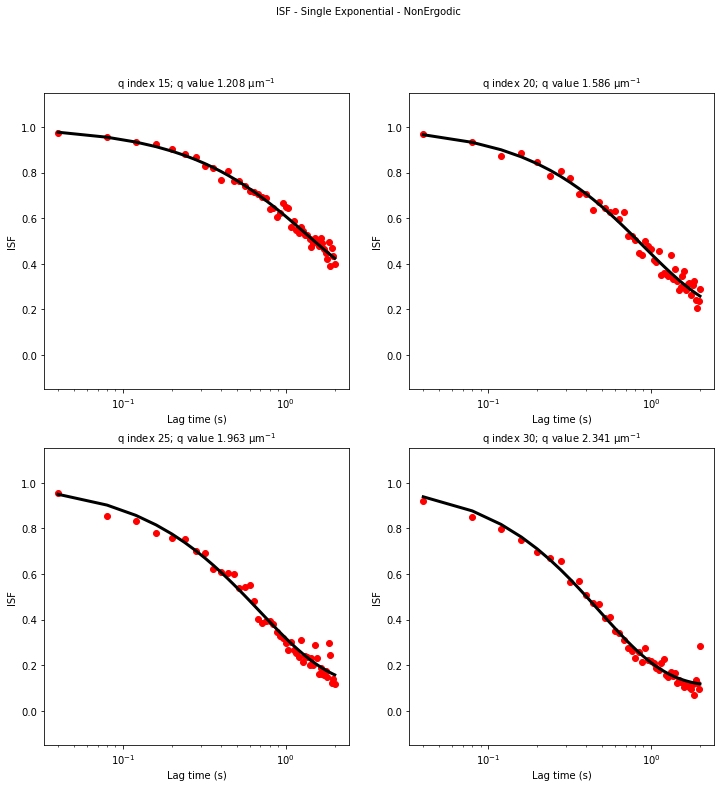 ISF - Single Exponential - NonErgodic
q index 15; q value 1.208 μm⁻¹
q index 20; q value 1.586 μm⁻¹
1.0
0.8
0.6
0.4
0.2
0.0
ISF
10⁻¹
10⁰
Lag time (s)
1.0
0.8
0.6
0.4
0.2
0.0
ISF
10⁻¹
10⁰
Lag time (s)
q index 25; q value 1.963 μm⁻¹
q index 30; q value 2.341 μm⁻¹
1.0
0.8
0.6
0.4
0.2
0.0
ISF
10⁻¹
10⁰
Lag time (s)
1.0
0.8
0.6
0.4
0.2
0.0
ISF
10⁻¹
10⁰
Lag time (s)